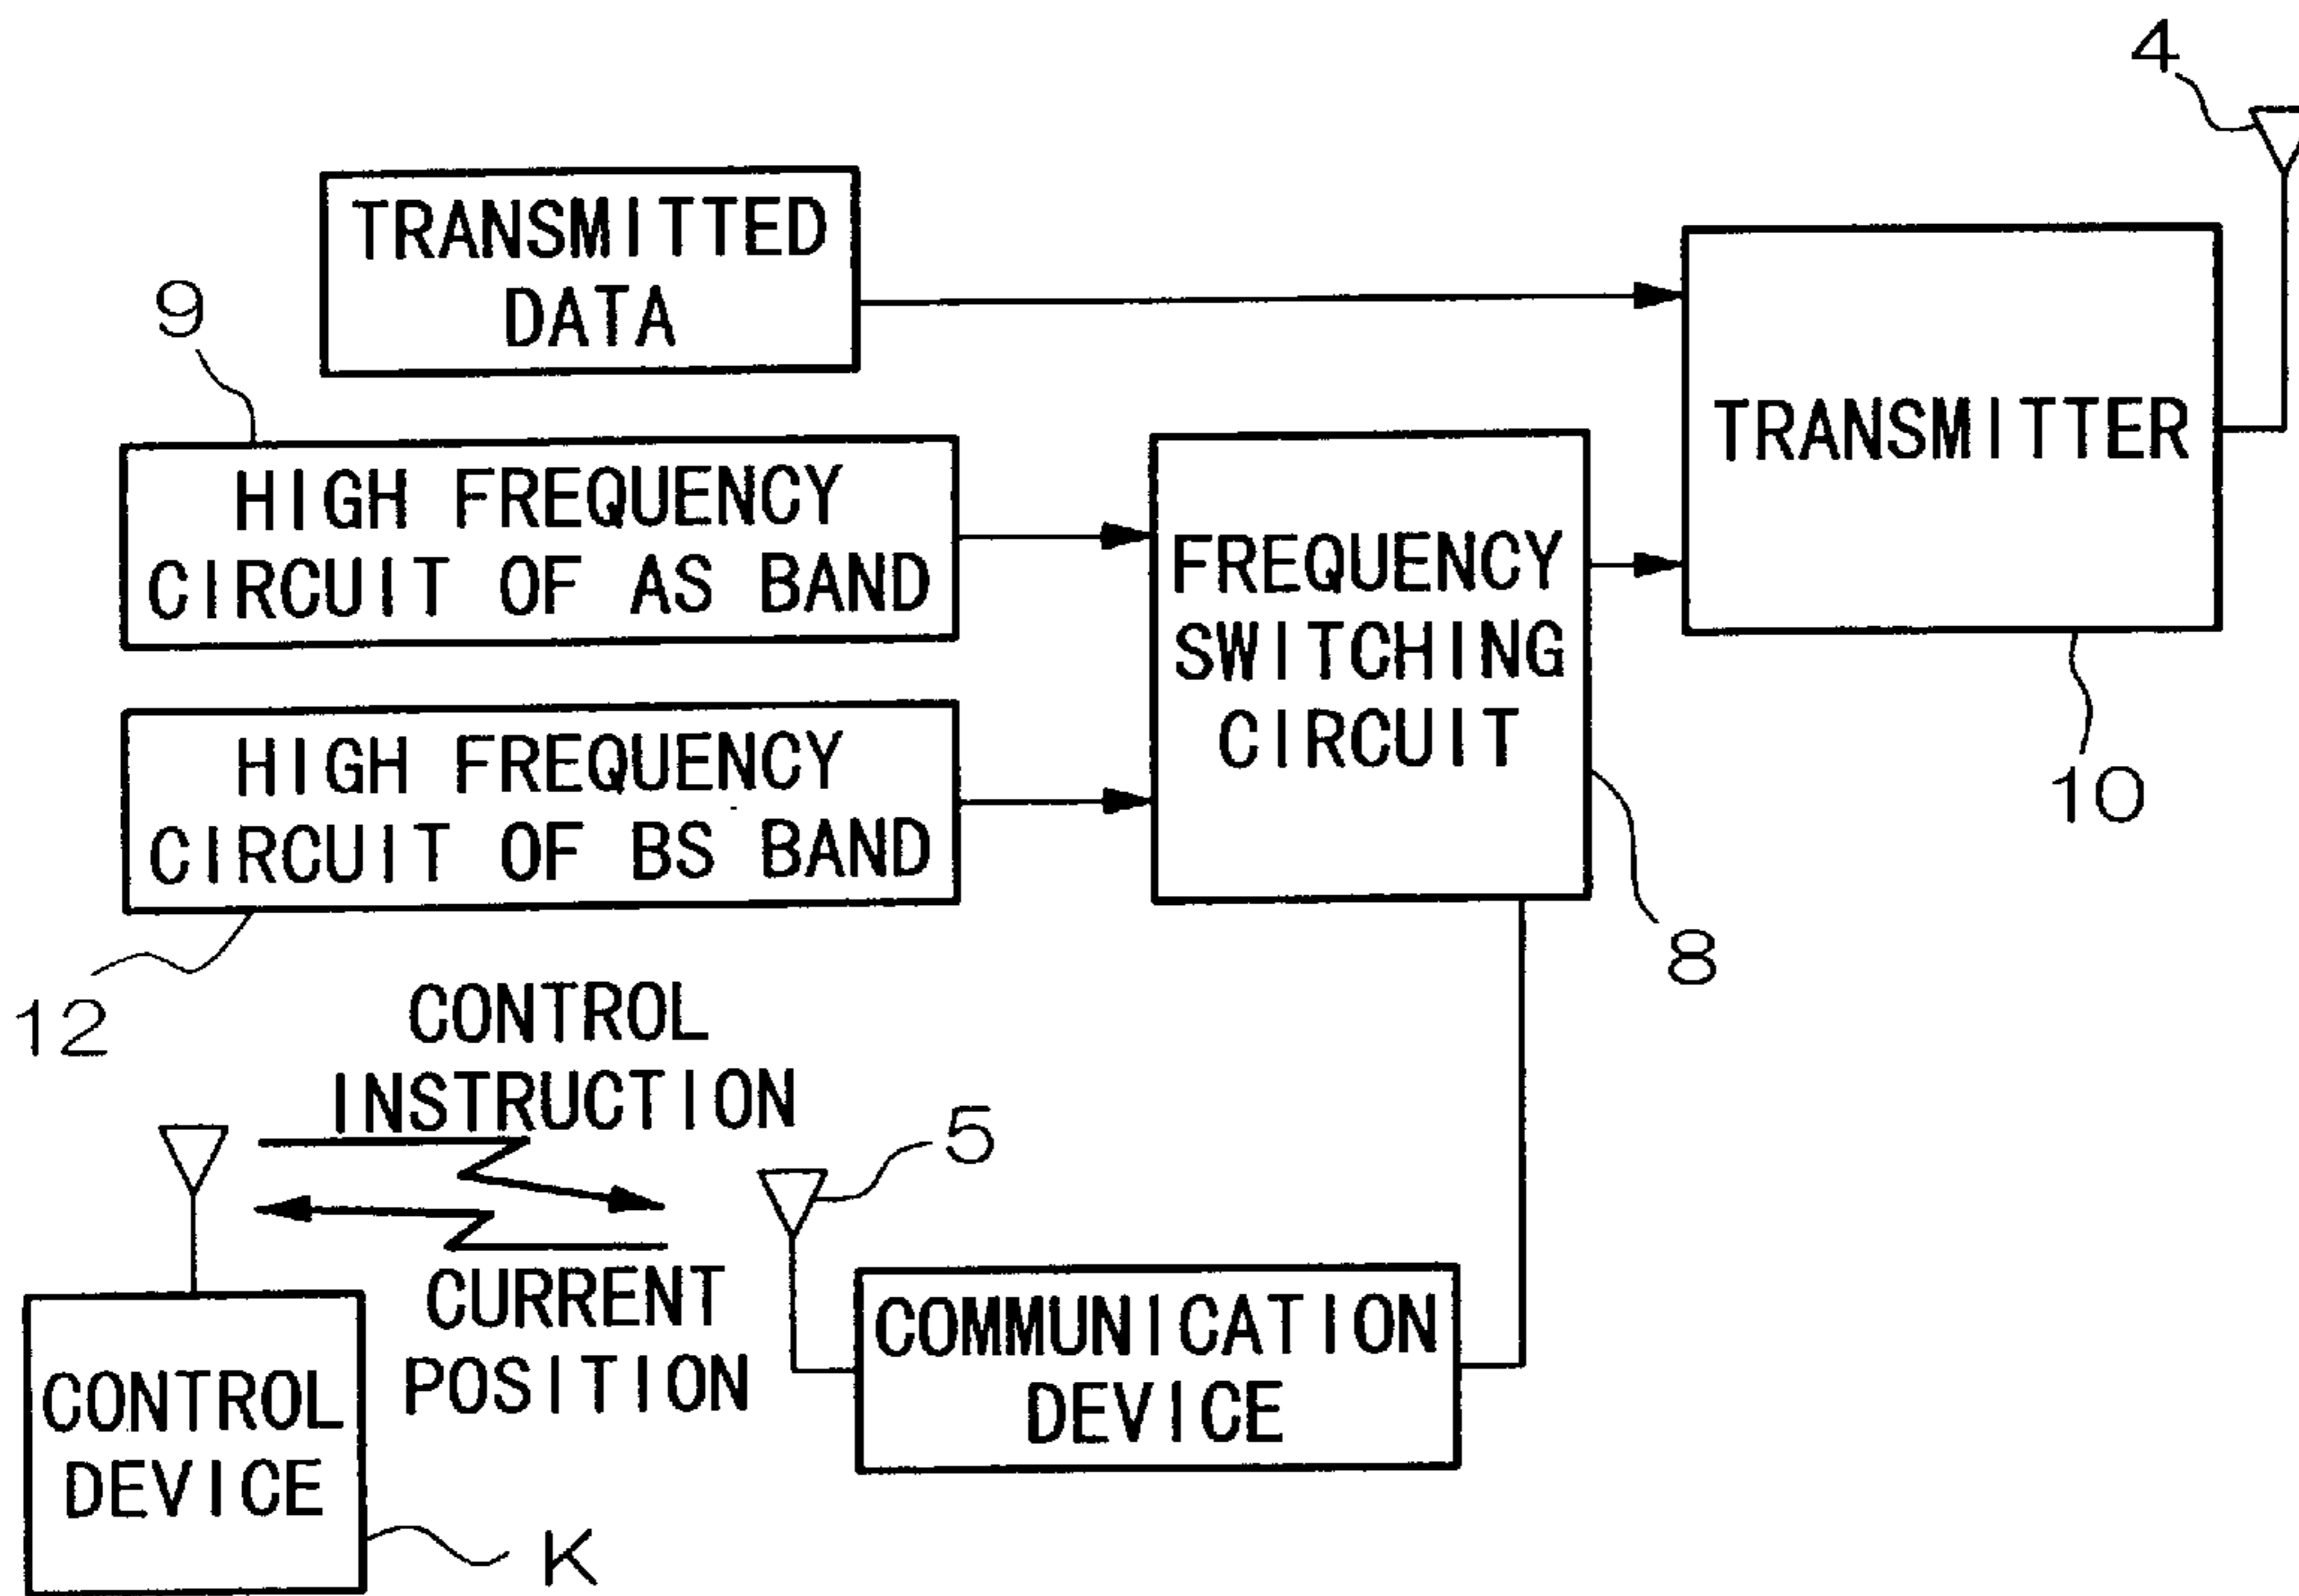 4
TRANSMITTED
DATA
9
TRANSMITTER
HIGH FREQUENCY
CIRCUIT OF AS BAND
FREQUENCY
SWITCHING
CIRCUIT
10
HIGH FREQUENCY
CIRCUIT OF BS BAND
8
12
CONTROL
INSTRUCTION
5
CURRENT
POSITION
COMMUNICATION
DEVICE
CONTROL
DEVICE
K